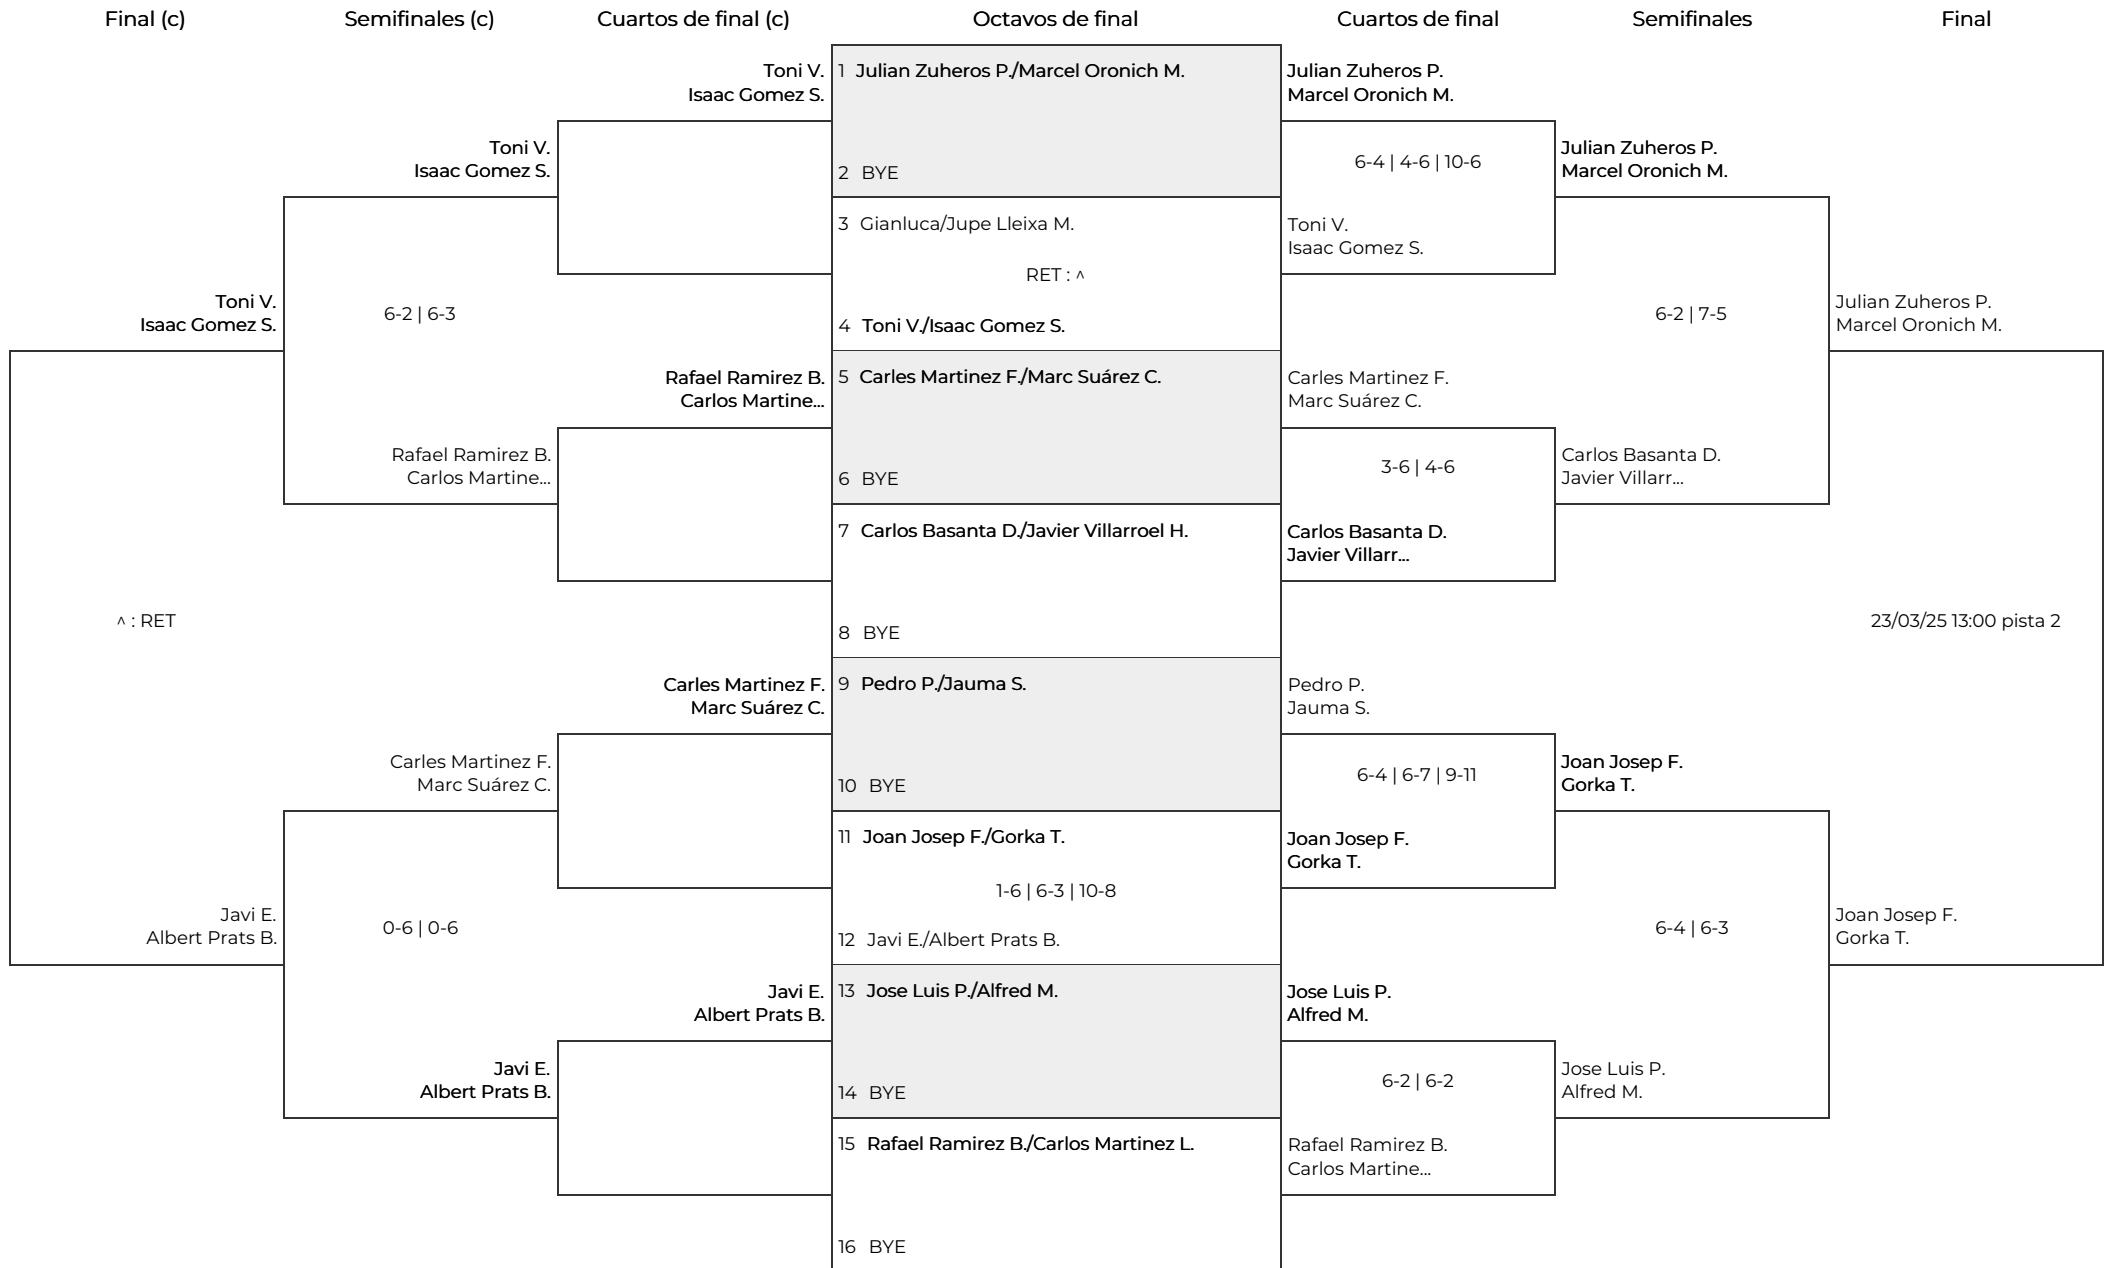 Final (c)
Semifinales (c)
Cuartos de final (c)
Octavos de final
Cuartos de final
Semifinales
Final
Toni V.
Isaac Gomez S.
Toni V.
Isaac Gomez S.
6-2 | 6-3
Toni V.
Isaac Gomez S.
Rafael Ramirez B.
Carlos Martine...
Rafael Ramirez B.
Carlos Martine...
^ : RET
Carles Martinez F.
Marc Suárez C.
Carles Martinez F.
Marc Suárez C.
0-6 | 0-6
Javi E.
Albert Prats B.
Javi E.
Albert Prats B.
Javi E.
Albert Prats B.
1 Julian Zuheros P./Marcel Oronich M.
2 BYE
3 Gianluca/Jupe Lleixa M.
RET : ^
4 Toni V./Isaac Gomez S.
5 Carles Martinez F./Marc Suárez C.
6 BYE
7 Carlos Basanta D./Javier Villarroel H.
8 BYE
9 Pedro P./Jauma S.
10 BYE
11 Joan Josep F./Gorka T.
1-6 | 6-3 | 10-8
12 Javi E./Albert Prats B.
13 Jose Luis P./Alfred M.
14 BYE
15 Rafael Ramirez B./Carlos Martinez L.
16 BYE
Julian Zuheros P.
Marcel Oronich M.
6-4 | 4-6 | 10-6
Toni V.
Isaac Gomez S.
Carles Martinez F.
Marc Suárez C.
3-6 | 4-6
Carlos Basanta D.
Javier Villarr...
Pedro P.
Jauma S.
6-4 | 6-7 | 9-11
Joan Josep F.
Gorka T.
Jose Luis P.
Alfred M.
6-2 | 6-2
Rafael Ramirez B.
Carlos Martine...
Julian Zuheros P.
Marcel Oronich M.
6-2 | 7-5
Carlos Basanta D.
Javier Villarr...
Joan Josep F.
Gorka T.
6-4 | 6-3
Jose Luis P.
Alfred M.
Julian Zuheros P.
Marcel Oronich M.
23/03/25 13:00 pista 2
Joan Josep F.
Gorka T.